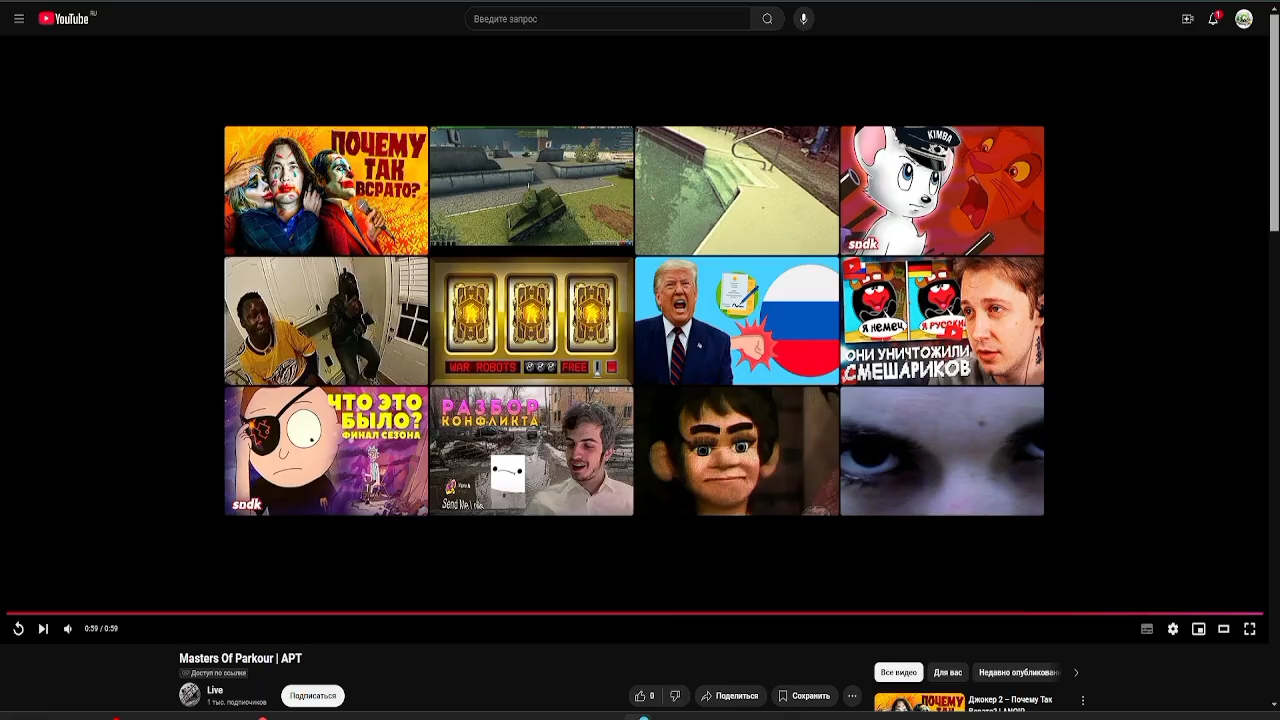 YouTube RU
Введите запрос
1
ПОЧЕМУ
ТАК
ВСРАТО?
KIMBA
sndk
WAR ROBOTS
FREE
Я НЕМЕЦ
Я РУССКИЙ
ОНИ УНИЧТОЖИЛИ
СМЕШАРИКОВ
ЧТО ЭТО
БЫЛО?
ФИНАЛ СЕЗОНА
sndk
РАЗБОР
КОНФЛИКТА
0:59 / 0:59
Masters Of Parkour | APT
Доступ по ссылке
Live
1 тыс. подписчиков
Подписаться
0
Поделиться
Сохранить
Все видео
Для вас
Недавно опубликован
ПОЧЕМУ
Джокер 2 – Почему Так